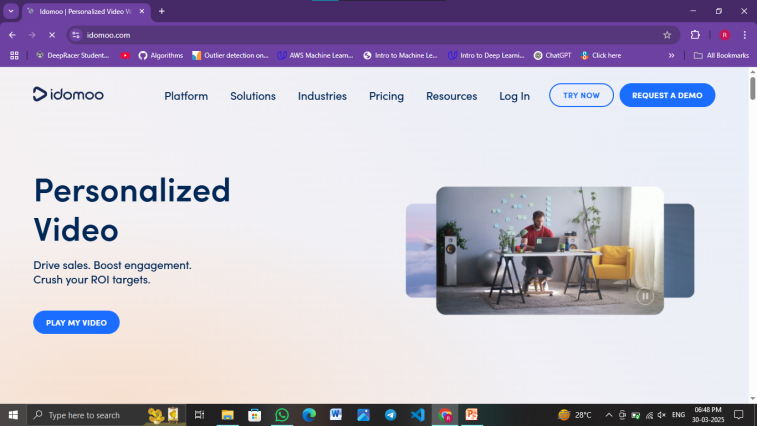 Idomoo | Personalized Video W
idomoo.com
DeepRacer Student...
Algorithms
Outlier detection on...
AWS Machine Learn...
Intro to Machine Le...
Intro to Deep Learni...
ChatGPT
Click here
»
All Bookmarks
idomoo
Platform
Solutions
Industries
Pricing
Resources
Log In
TRY NOW
REQUEST A DEMO
Personalized
Video
Drive sales. Boost engagement.
Crush your ROI targets.
PLAY MY VIDEO
Type here to search
28°C
ENG
06:48 PM
30-03-2025